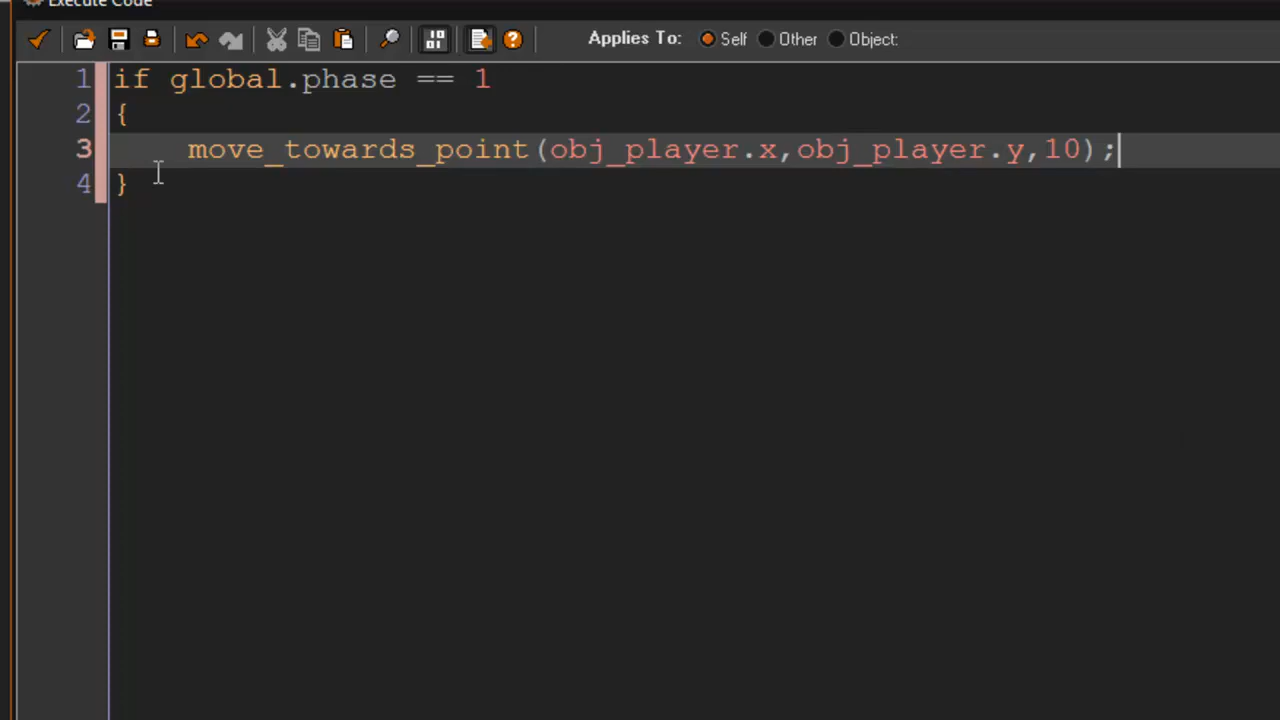 Execute Code
Applies To: Self Other Object:
1 if global.phase == 1
2 {
3 move_towards_point(obj_player.x,obj_player.y,10);
4 }